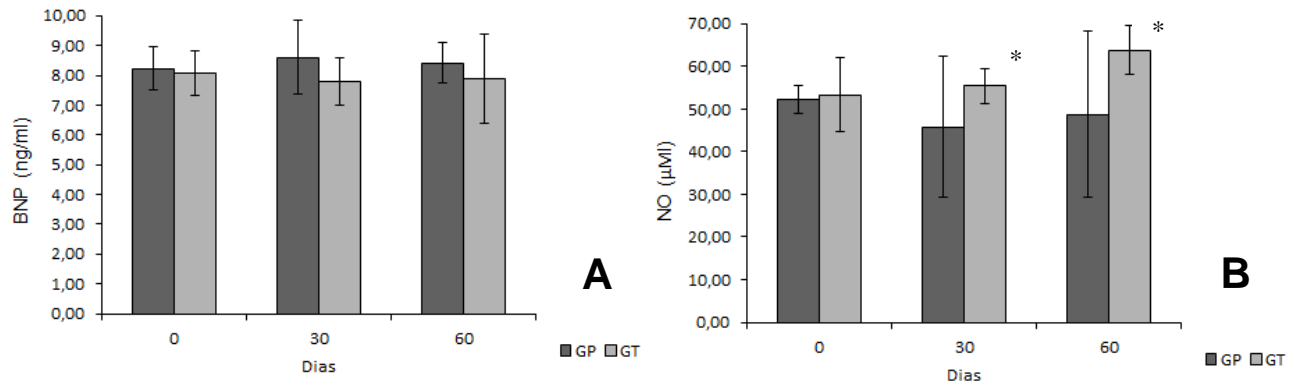 10,00
9,00
8,00
7,00
6,00
5,00
4,00
3,00
2,00
1,00
0,00
BNP (ng/ml)
0 30 60
Dias
GP GT
A
70,00
60,00
50,00
40,00
30,00
20,00
10,00
0,00
NO (µMl)
* *
0 30 60
Dias
GP GT
B